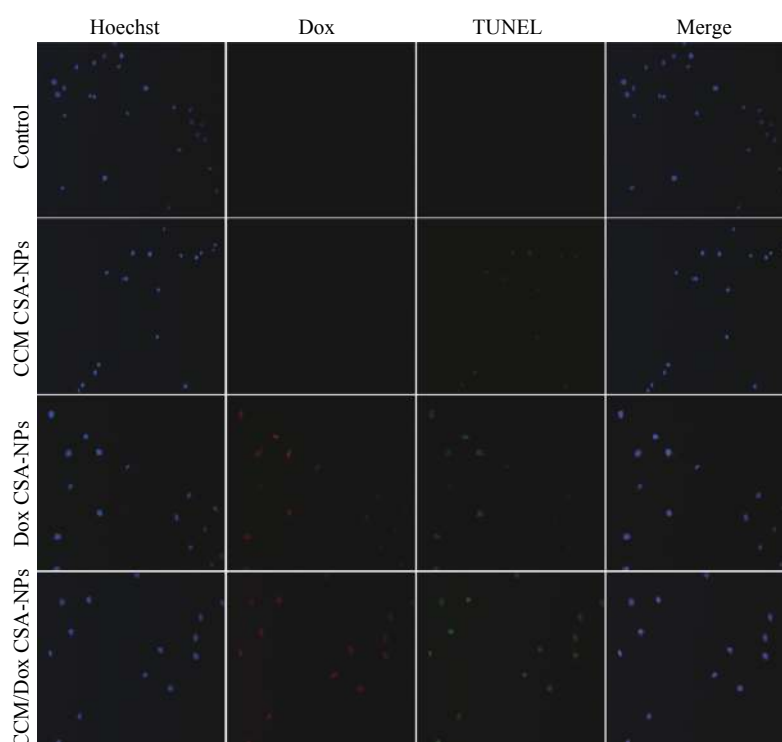 Hoechst Dox TUNEL Merge
Control
CCM CSA-NPs
Dox CSA-NPs
CCM/Dox CSA-NPs